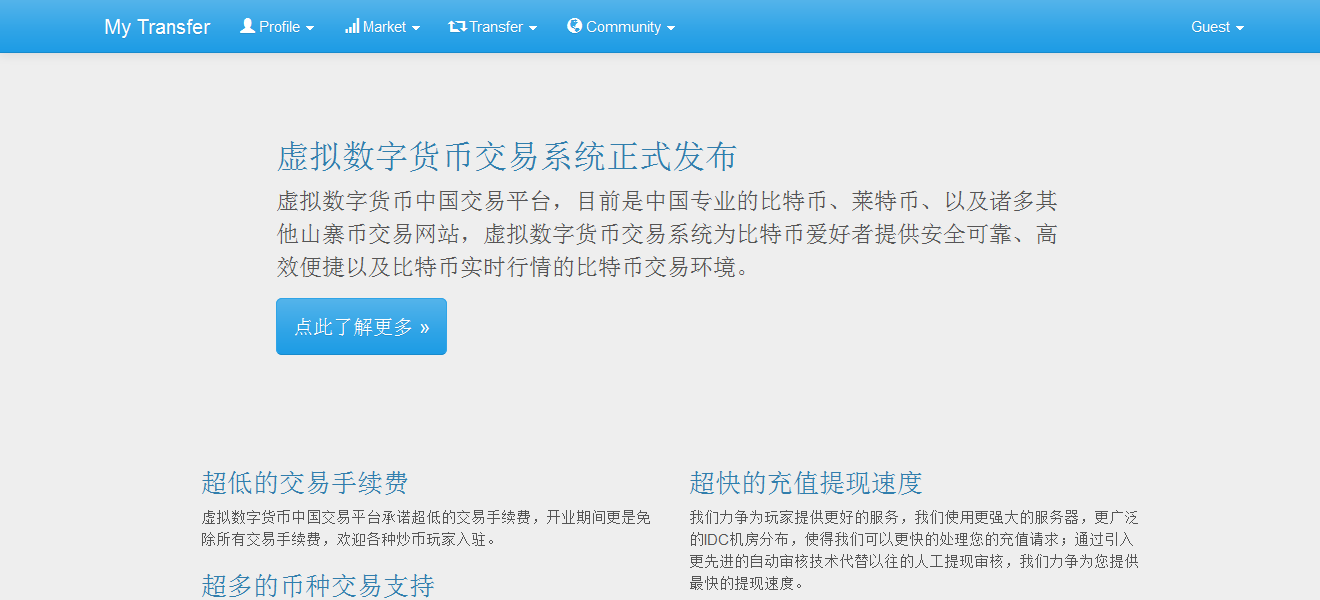 My Transfer Profile Market Transfer Community Guest
虚拟数字货币交易系统正式发布
虚拟数字货币中国交易平台，目前是中国专业的比特币、莱特币、以及诸多其
他山寨币交易网站，虚拟数字货币交易系统为比特币爱好者提供安全可靠、高
效便捷以及比特币实时行情的比特币交易环境。
点此了解更多 »
超低的交易手续费
虚拟数字货币中国交易平台承诺超低的交易手续费，开业期间更是免
除所有交易手续费，欢迎各种炒币玩家入驻。
超多的币种交易支持
超快的充值提现速度
我们力争为玩家提供更好的服务，我们使用更强大的服务器，更广泛
的IDC机房分布，使得我们可以更快的处理您的充值请求；通过引入
更先进的自动审核技术代替以往的人工提现审核，我们力争为您提供
最快的提现速度。